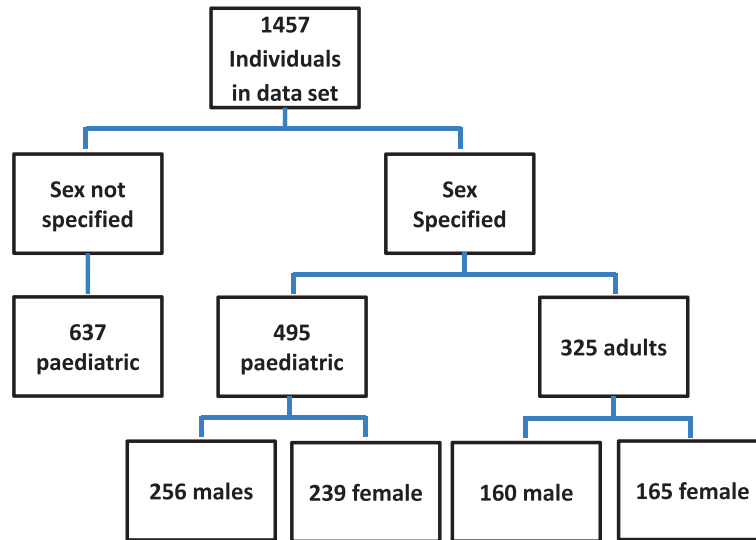 1457
Individuals
in data set
Sex not
specified
Sex
Specified
637
paediatric
495
paediatric
325 adults
256 males
239 female
160 male
165 female